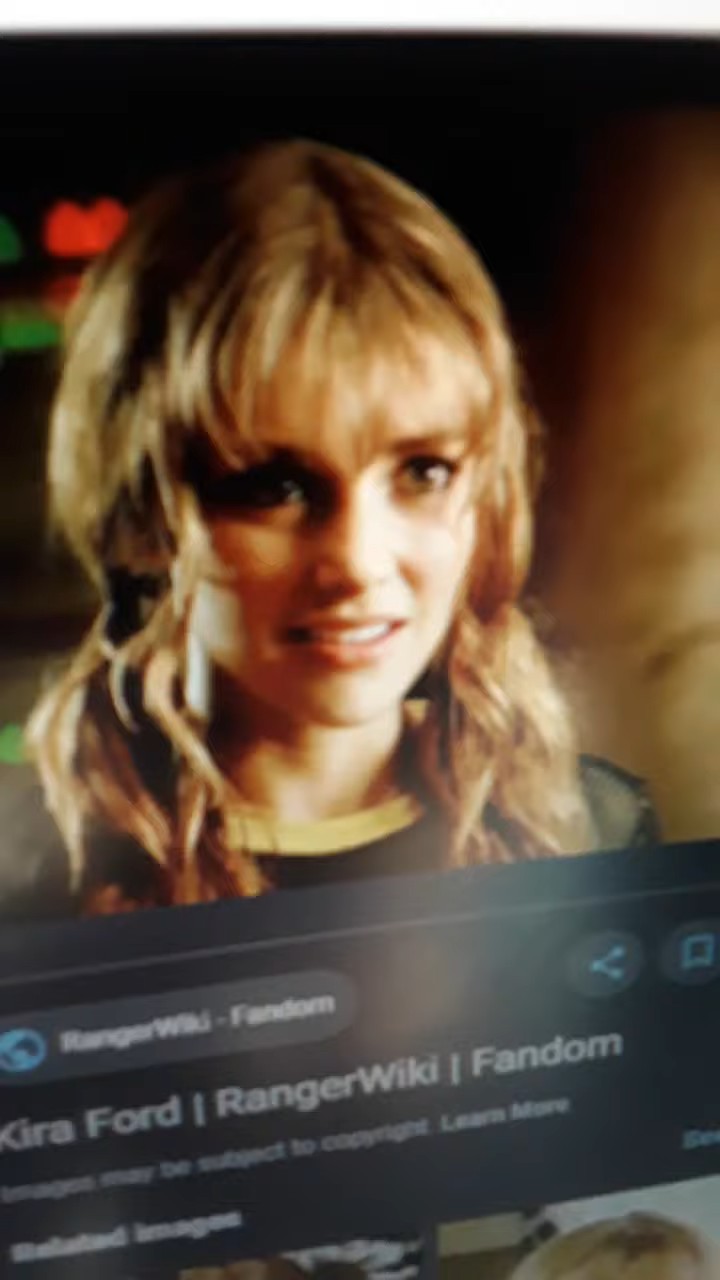 RangerWiki - Fandom
Kira Ford | RangerWiki | Fandom
Images may be subject to copyright. Learn More
Related images